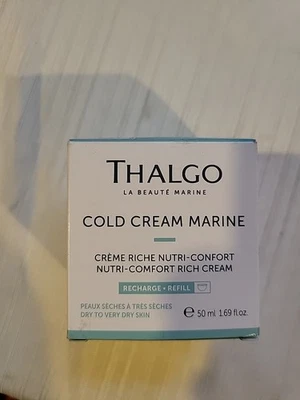 THALGO
LA BEAUTÉ MARINE
COLD CREAM MARINE
CRÈME RICHE NUTRI-CONFORT
NUTRI-COMFORT RICH CREAM
RECHARGE • REFILL
PEAUX SÈCHES À TRÈS SÈCHES
DRY TO VERY DRY SKIN
℮ 50 ml 1.69 fl.oz.